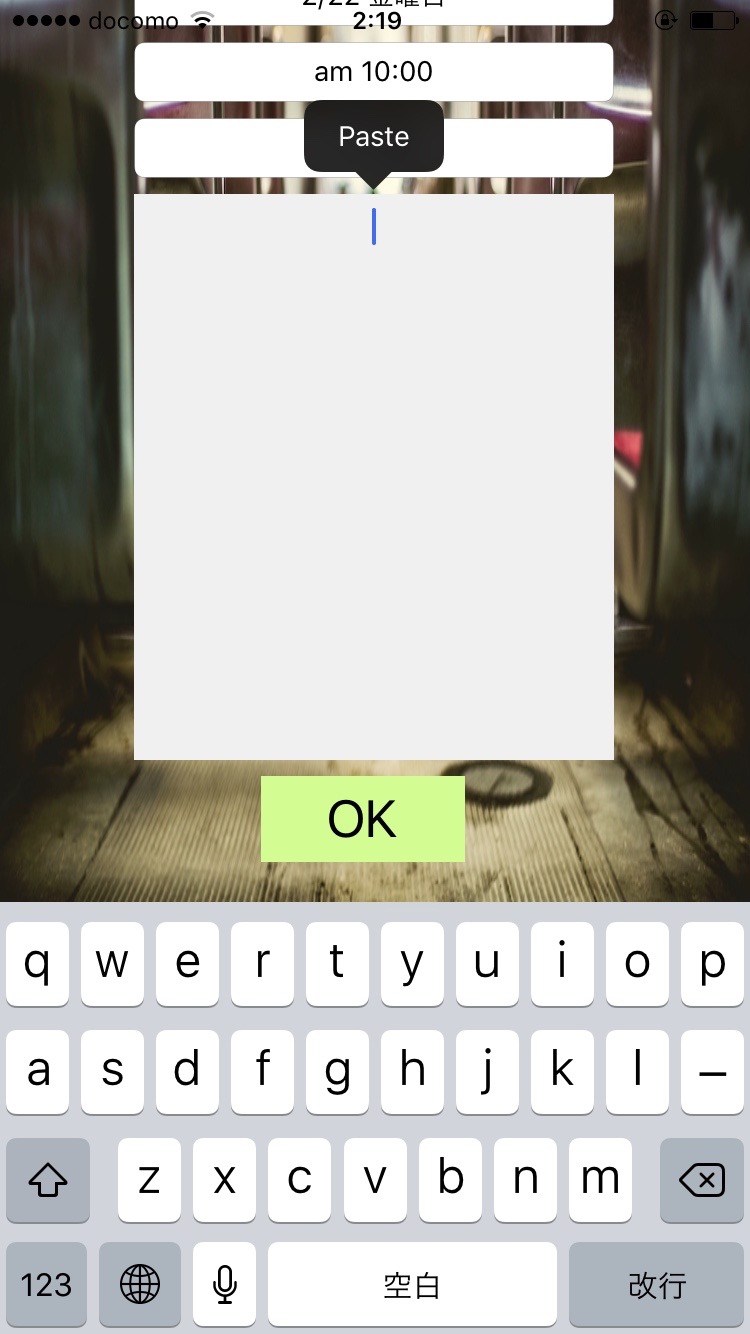 2/22 金曜日
docomo 2:19
am 10:00
Paste
OK
q w e r t y u i o p
a s d f g h j k l –
z x c v b n m
123 空白 改行